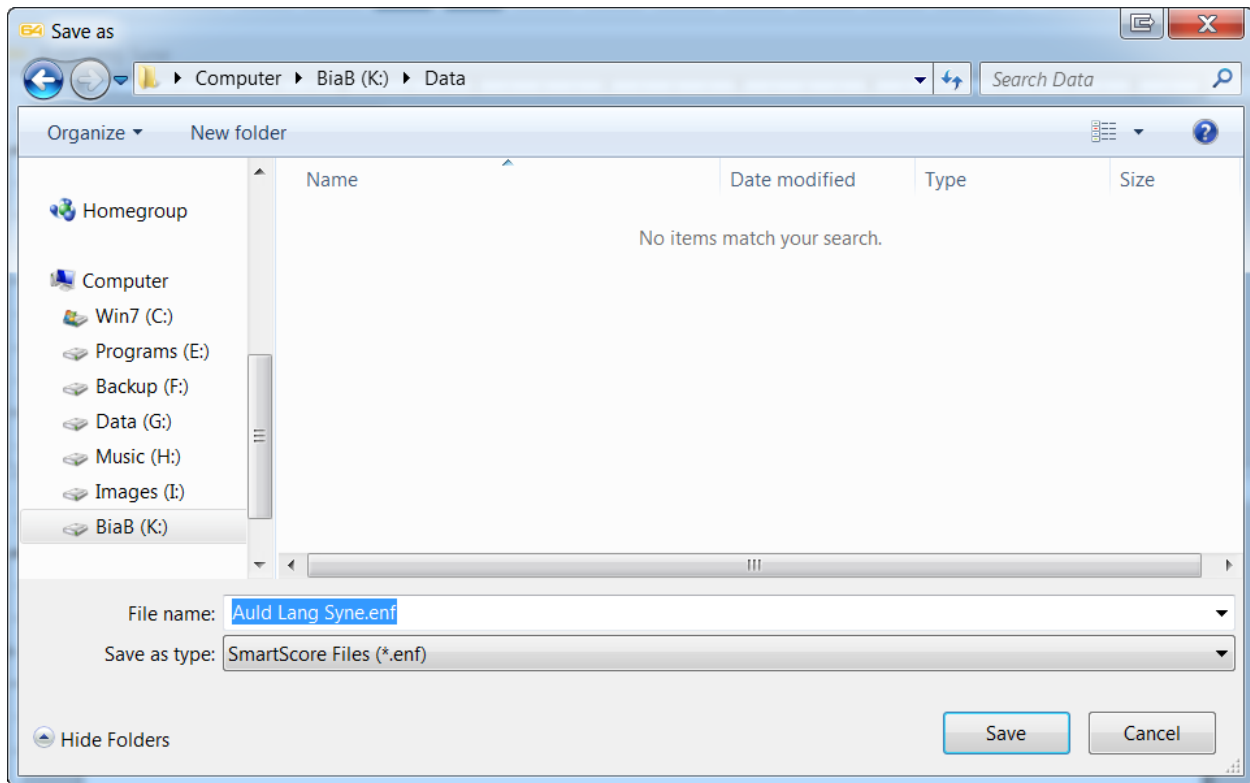 64 Save as
Computer BiaB (K:) Data
Search Data
Organize New folder
Name Date modified Type Size
No items match your search.
Homegroup
Computer
Win7 (C:)
Programs (E:)
Backup (F:)
Data (G:)
Music (H:)
Images (I:)
BiaB (K:)
File name: Auld Lang Syne.enf
Save as type: SmartScore Files (*.enf)
Hide Folders
Save Cancel